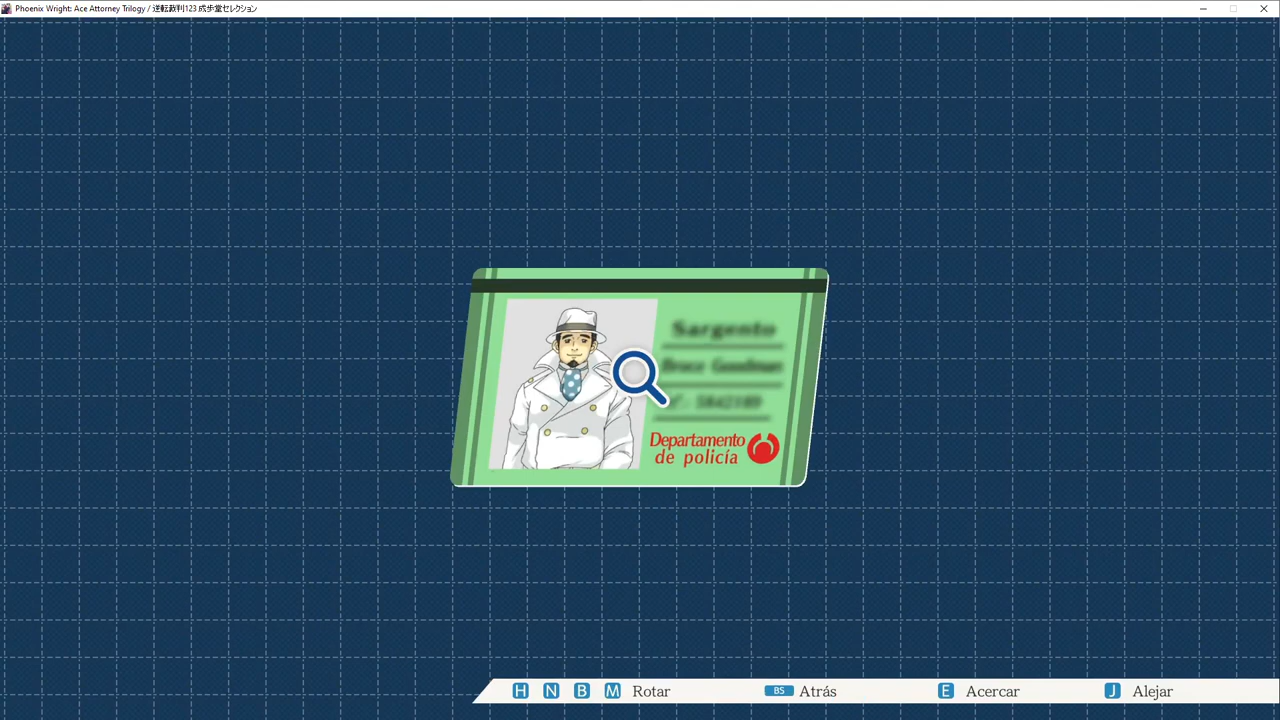 Phoenix Wright: Ace Attorney Trilogy / 逆転裁判123 成歩堂セレクション
Sargento
Bruce Goodman
5842189
Departamento
de policía
H N B M Rotar BS Atrás E Acercar J Alejar